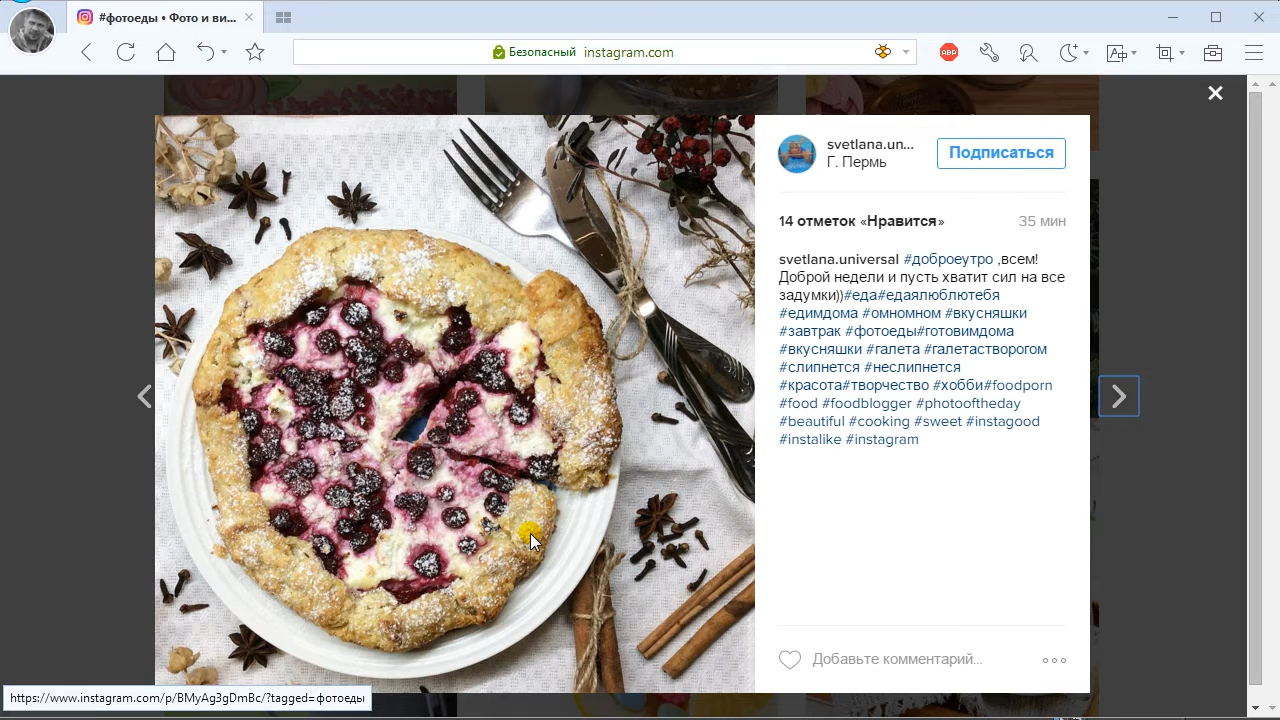 #фотоеды • Фото и ви...
Безопасный instagram.com
ABP
svetlana.un...
Г. Пермь
Подписаться
14 отметок «Нравится» 35 мин
svetlana.universal #доброеутро ,всем!
Доброй недели и пусть хватит сил на все
задумки))#еда#едаялюблютебя
#едимдома #омномном #вкусняшки
#завтрак #фотоеды#готовимдома
#вкусняшки #галета #галетастворогом
#слипнется #неслипнется
#красота#творчество #хобби#foodporn
#food #foodblogger #photooftheday
#beautiful #cooking #sweet #instagood
#instalike #instagram
Добавьте комментарий...
https://www.instagram.com/p/BMyAg3gDmBc/?tagged=фотоеды